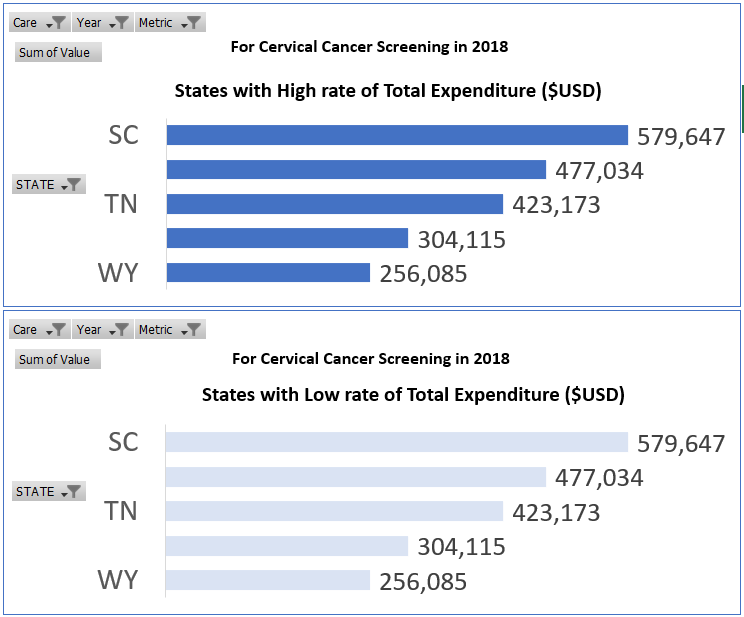 Care Year Metric
For Cervical Cancer Screening in 2018
Sum of Value
States with High rate of Total Expenditure ($USD)
SC 579,647
477,034
STATE
TN 423,173
304,115
WY 256,085
Care Year Metric
For Cervical Cancer Screening in 2018
Sum of Value
States with Low rate of Total Expenditure ($USD)
SC 579,647
477,034
STATE
TN 423,173
304,115
WY 256,085